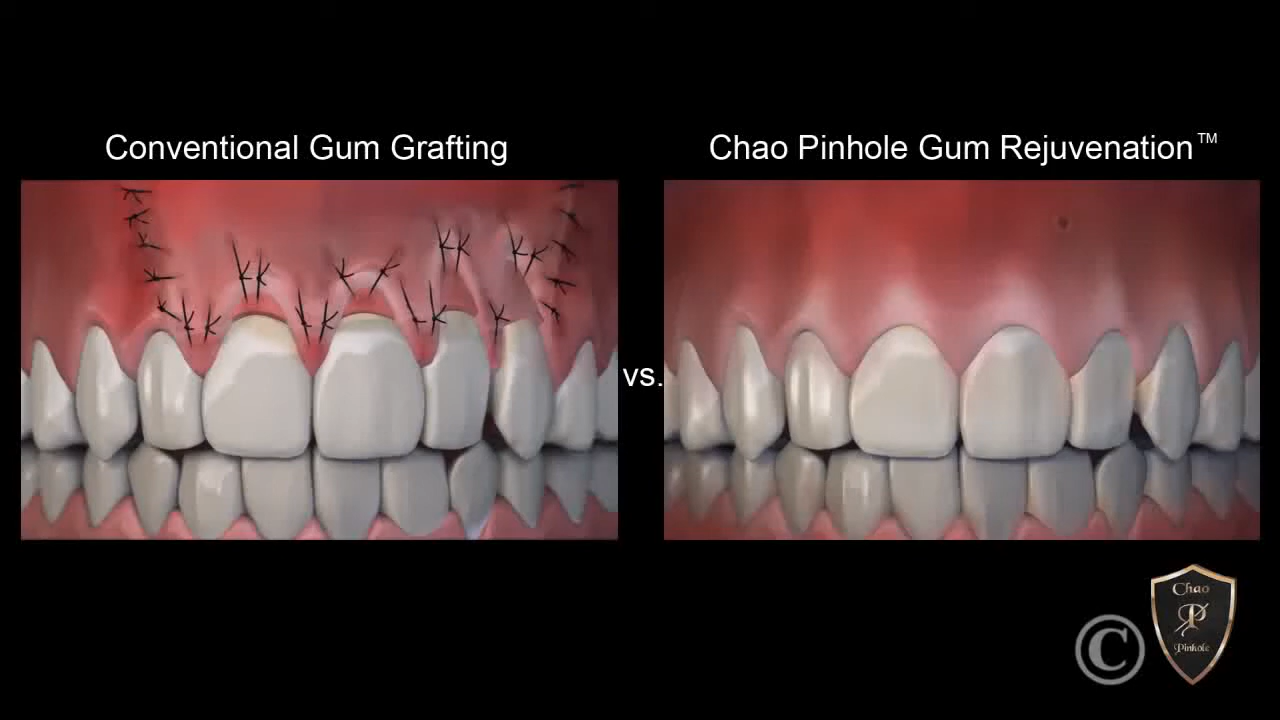 Conventional Gum Grafting
vs.
Chao Pinhole Gum Rejuvenation™
©
Chao
P
Pinhole